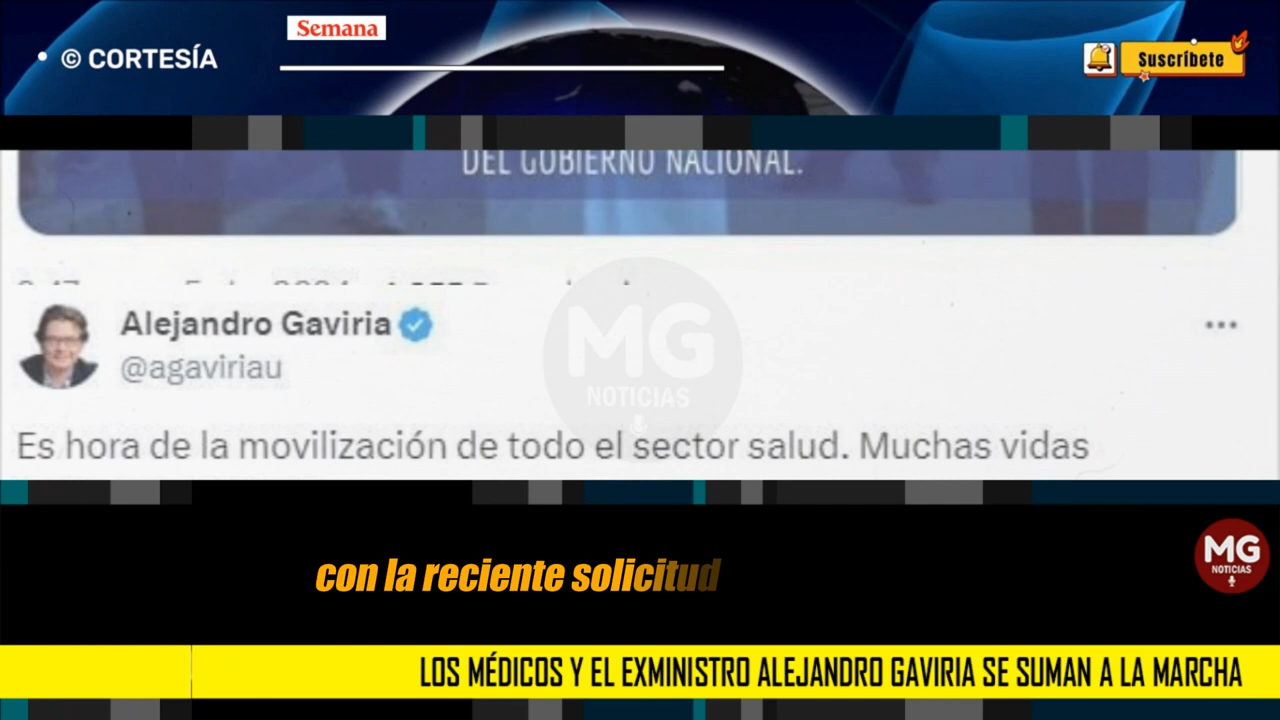 Semana
© CORTESÍA
Suscríbete
DEL GOBIERNO NACIONAL.
Alejandro Gaviria
@agaviriau
Es hora de la movilización de todo el sector salud. Muchas vidas
MG
NOTICIAS
con la reciente solicitud
MG
NOTICIAS
LOS MÉDICOS Y EL EXMINISTRO ALEJANDRO GAVIRIA SE SUMAN A LA MARCHA